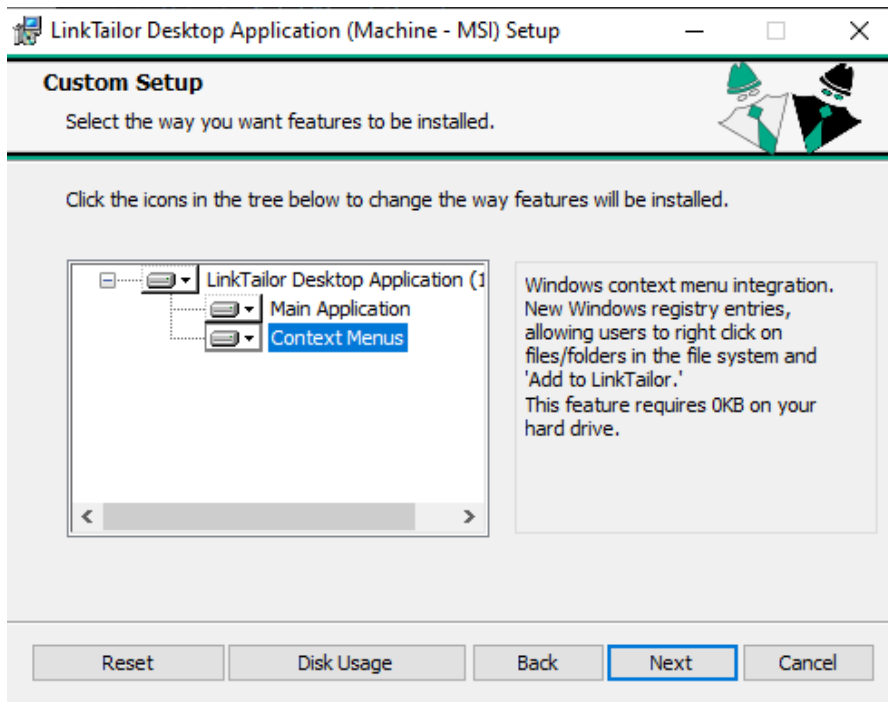 LinkTailor Desktop Application (Machine - MSI) Setup
Custom Setup
Select the way you want features to be installed.
Click the icons in the tree below to change the way features will be installed.
LinkTailor Desktop Application (1
Main Application
Context Menus
Windows context menu integration.
New Windows registry entries,
allowing users to right click on
files/folders in the file system and
'Add to LinkTailor.'
This feature requires 0KB on your
hard drive.
Reset
Disk Usage
Back
Next
Cancel